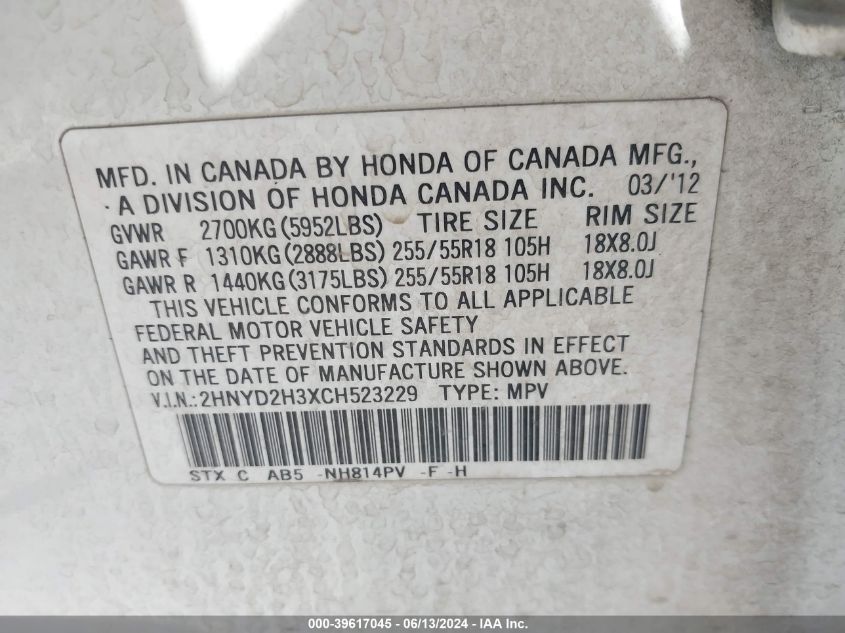 MFD. IN CANADA BY HONDA OF CANADA MFG.,
A DIVISION OF HONDA CANADA INC. 03/'12
GVWR 2700KG(5952LBS) TIRE SIZE RIM SIZE
GAWR F 1310KG(2888LBS) 255/55R18 105H 18X8.0J
GAWR R 1440KG(3175LBS) 255/55R18 105H 18X8.0J
THIS VEHICLE CONFORMS TO ALL APPLICABLE
FEDERAL MOTOR VEHICLE SAFETY
AND THEFT PREVENTION STANDARDS IN EFFECT
ON THE DATE OF MANUFACTURE SHOWN ABOVE.
V.I.N.:2HNYD2H3XCH523229 TYPE: MPV
STX C AB5 -NH814PV -F -H
000-39617045 / 06/13/2024 - IAA Inc.